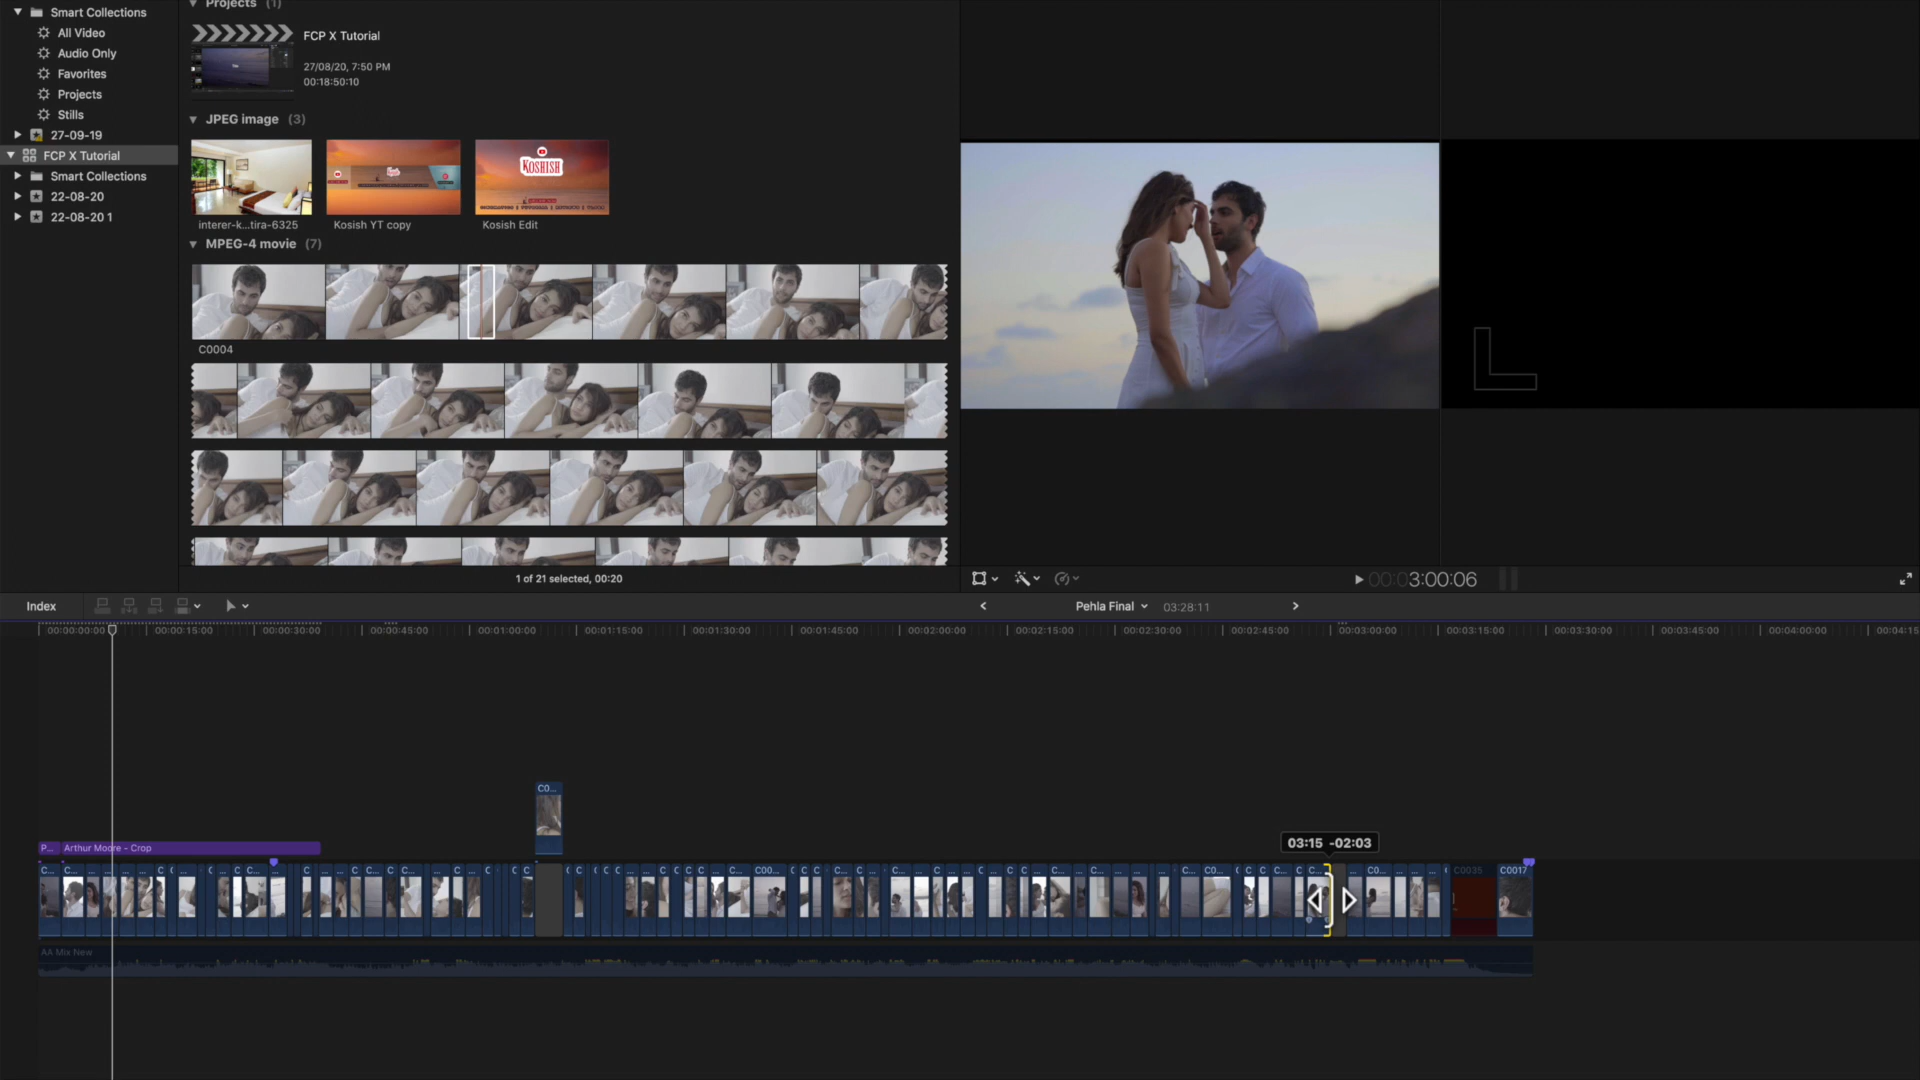 Smart Collections
All Video
Audio Only
Favorites
Projects
Stills
27-09-19
FCP X Tutorial
Smart Collections
22-08-20
22-08-20 1
Projects (1)
FCP X Tutorial
27/08/20, 7:50 PM
00:18:50:10
JPEG image (3)
KOSHISH
interer-k...tira-6325 Kosish YT copy Kosish Edit
MPEG-4 movie (7)
C0004
1 of 21 selected, 00:20
00:03:00:06
Index Pehla Final 03:28:11
00:00:00:00 00:00:15:00 00:00:30:00 00:00:45:00 00:01:00:00 00:01:15:00 00:01:30:00 00:01:45:00 00:02:00:00 00:02:15:00 00:02:30:00 00:02:45:00 00:03:00:00 00:03:15:00 00:03:30:00 00:03:45:00 00:04:00:00 00:04:15
C0...
03:15 -02:03
P... Arthur Moore - Crop
C... C... C00... C0... C0... C0035 C0017
AA Mix New